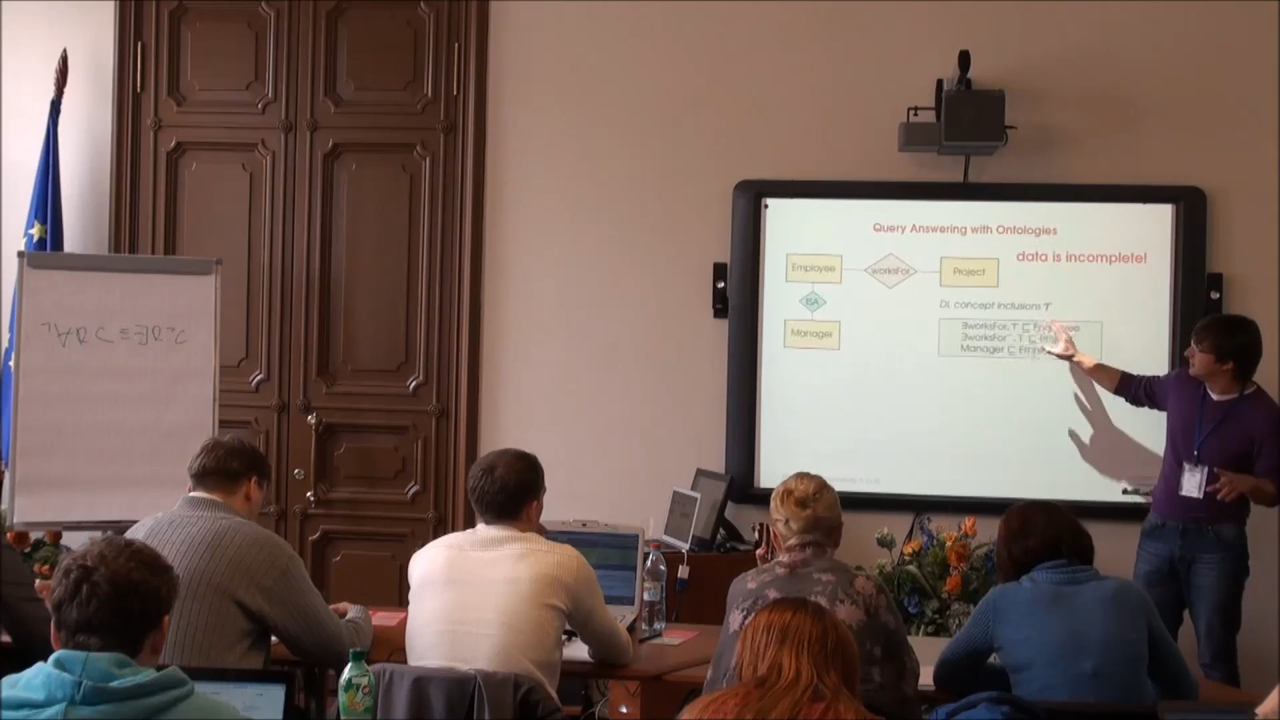 Query Answering with Ontologies
data is incomplete!
Employee
worksFor
Project
ISA
Manager
DL concept inclusions T
∃worksFor.⊤ ⊑
∃worksFor⁻.⊤ ⊑
Manager ⊑